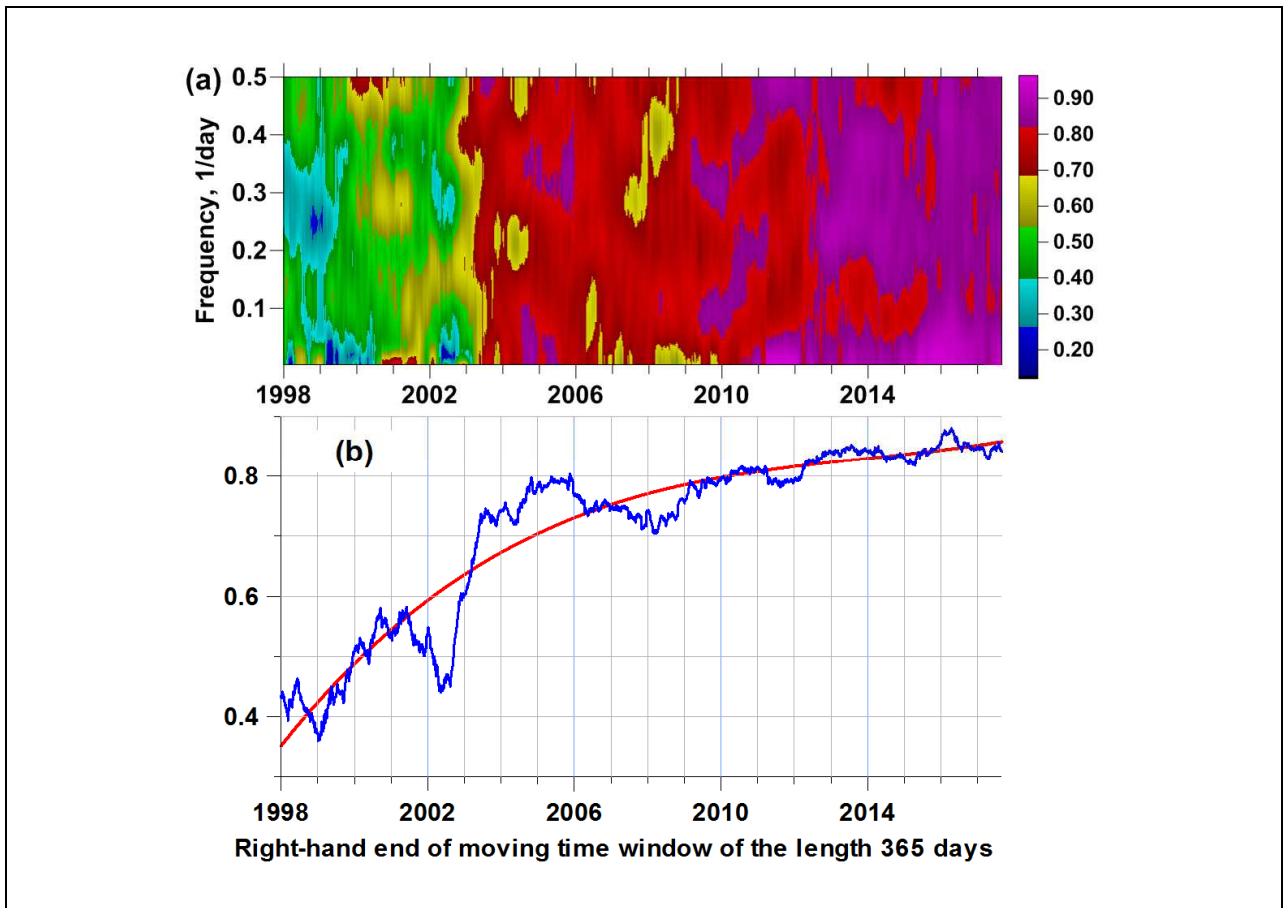 (a)
Frequency, 1/day
0.5
0.4
0.3
0.2
0.1
0.90
0.80
0.70
0.60
0.50
0.40
0.30
0.20
1998 2002 2006 2010 2014
(b)
0.8
0.6
0.4
1998 2002 2006 2010 2014
Right-hand end of moving time window of the length 365 days